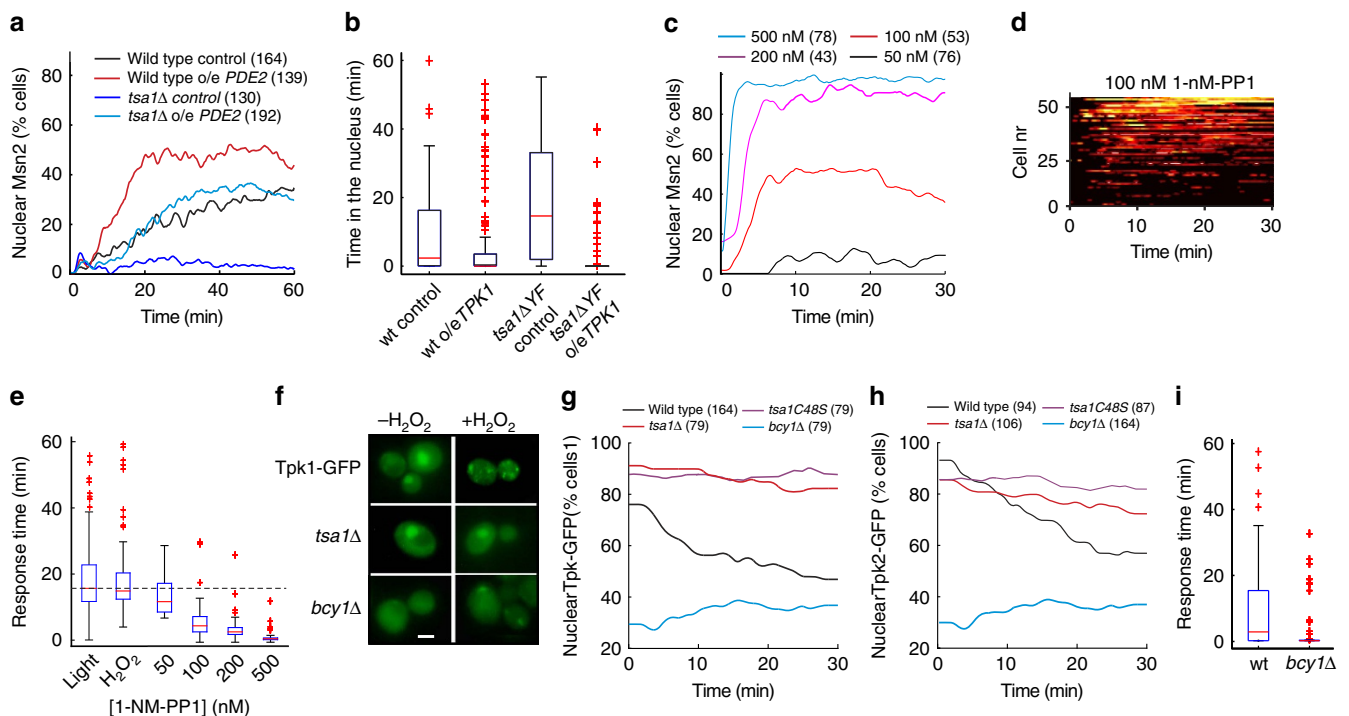 a
Wild type control (164)
Wild type o/e PDE2 (139)
tsa1Δ control (130)
tsa1Δ o/e PDE2 (192)
Nuclear Msn2 (% cells)
80
60
40
20
0
0 20 40 60
Time (min)
b
Time in the nucleus (min)
60
40
20
0
wt control
wt o/e TPK1
tsa1ΔYF control
tsa1ΔYF o/e TPK1
c
500 nM (78) 100 nM (53)
200 nM (43) 50 nM (76)
Nuclear Msn2 (% cells)
80
60
40
20
0
0 10 20 30
Time (min)
d
100 nM 1-nM-PP1
Cell nr
50
25
0
0 10 20 30
Time (min)
e
Response time (min)
60
40
20
0
Light H2O2 50 100 200 500
[1-NM-PP1] (nM)
f
–H2O2 +H2O2
Tpk1-GFP
tsa1Δ
bcy1Δ
g
Wild type (164) tsa1C48S (79)
tsa1Δ (79) bcy1Δ (79)
NuclearTpk-GFP(% cells1)
100
80
60
40
20
0 10 20 30
Time (min)
h
Wild type (94) tsa1C48S (87)
tsa1Δ (106) bcy1Δ (164)
NuclearTpk2-GFP (% cells)
100
80
60
40
20
0 10 20 30
Time (min)
i
Response time (min)
60
40
20
0
wt bcy1Δ